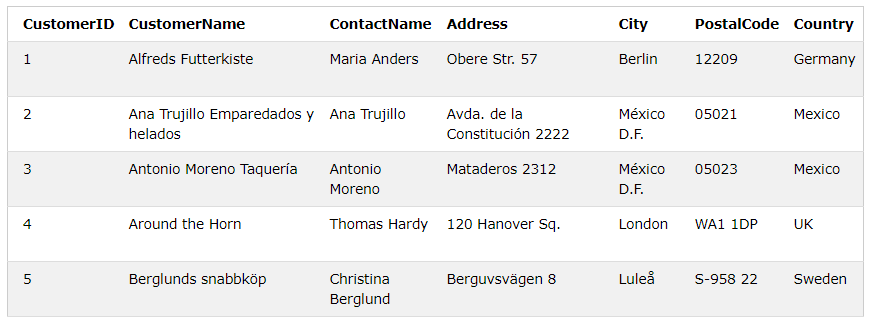 CustomerID CustomerName ContactName Address City PostalCode Country
1 Alfreds Futterkiste Maria Anders Obere Str. 57 Berlin 12209 Germany
2 Ana Trujillo Emparedados y Ana Trujillo Avda. de la México 05021 Mexico
helados Constitución 2222 D.F.
3 Antonio Moreno Taquería Antonio Mataderos 2312 México 05023 Mexico
Moreno D.F.
4 Around the Horn Thomas Hardy 120 Hanover Sq. London WA1 1DP UK
5 Berglunds snabbköp Christina Berguvsvägen 8 Luleå S-958 22 Sweden
Berglund